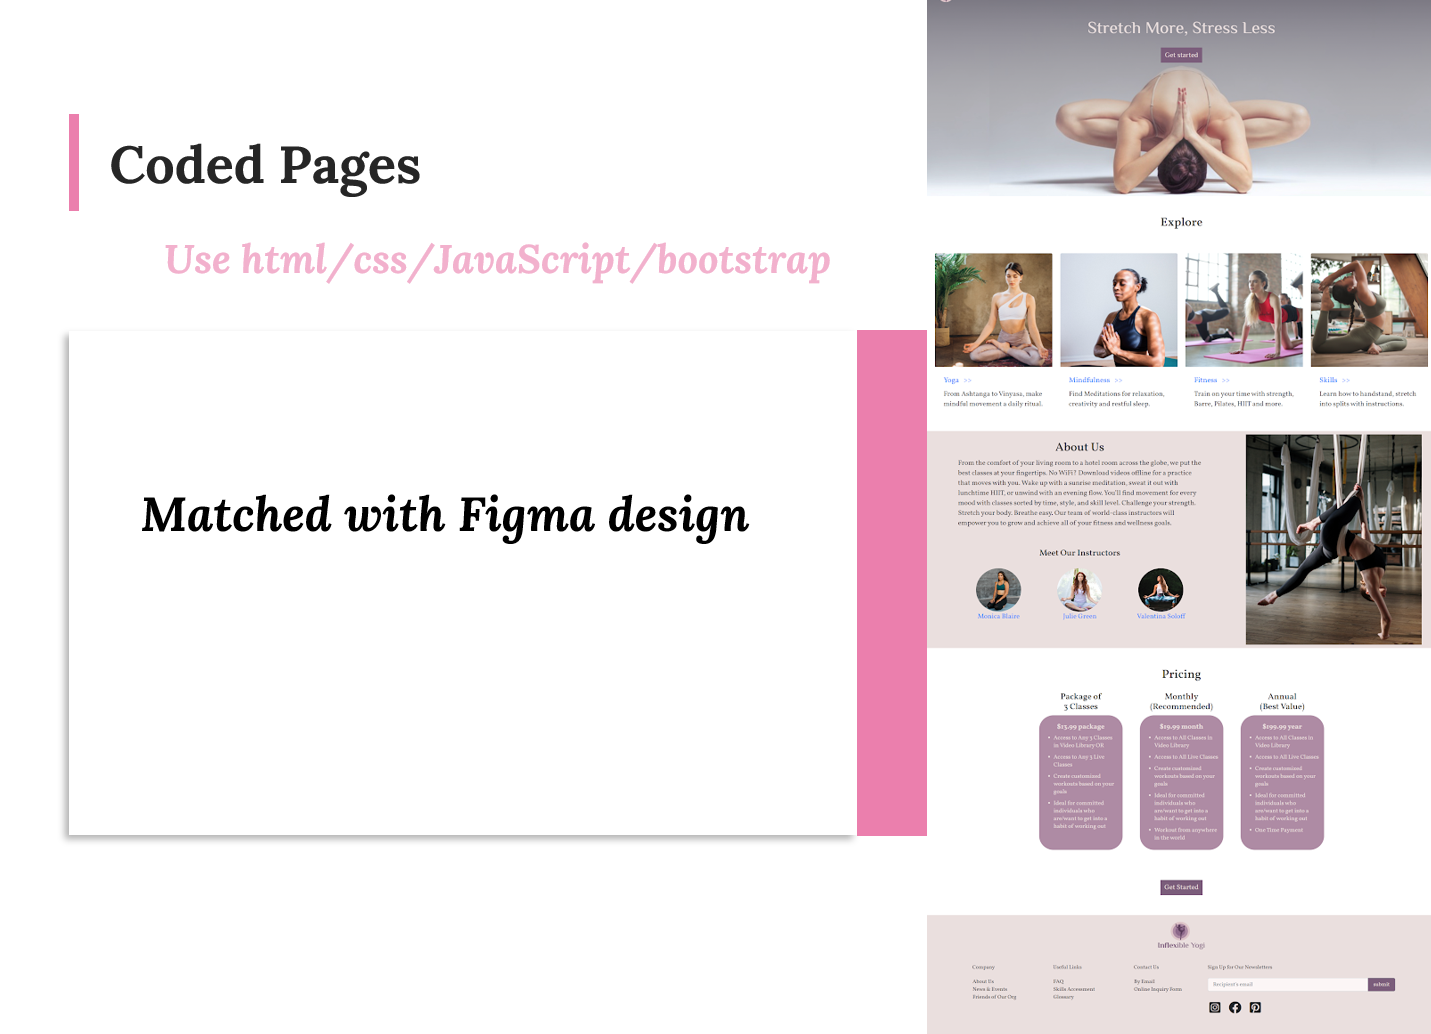 Coded Pages
Use html/css/JavaScript/bootstrap
Matched with Figma design
Stretch More, Stress Less
Get started
Explore
Yoga >>
From Ashtanga to Vinyasa, make
mindful movement a daily ritual.
Mindfulness >>
Find Meditations for relaxation,
creativity and restful sleep.
Fitness >>
Train on your time with strength,
Barre, Pilates, HIIT and more.
Skills >>
Learn how to handstand, stretch
into splits with instructions.
About Us
From the comfort of your living room to a hotel room across the globe, we put the
best classes at your fingertips. No WiFi? Download videos offline for a practice
that moves with you. Wake up with a sunrise meditation, sweat it out with
lunchtime HIIT, or unwind with an evening flow. You'll find movement for every
mood with classes sorted by time, style, and skill level. Challenge your strength.
Stretch your body. Breathe easy. Our team of world-class instructors will
empower you to grow and achieve all of your fitness and wellness goals.
Meet Our Instructors
Monica Blaire
Julie Green
Valentina Soloff
Pricing
Package of
3 Classes
$13.99 package
• Access to Any 3 Classes
in Video Library OR
• Access to Any 3 Live
Classes
• Create customized
workouts based on your
goals
• Ideal for committed
individuals who
are/want to get into a
habit of working out
Monthly
(Recommended)
$19.99 month
• Access to All Classes in
Video Library
• Access to All Live Classes
• Create customized
workouts based on your
goals
• Ideal for committed
individuals who
are/want to get into a
habit of working out
• Workout from anywhere
in the world
Annual
(Best Value)
$199.99 year
• Access to All Classes in
Video Library
• Access to All Live Classes
• Create customized
workouts based on your
goals
• Ideal for committed
individuals who
are/want to get into a
habit of working out
• One Time Payment
Get Started
Inflexible Yogi
Company
About Us
News & Events
Friends of Our Org
Useful Links
FAQ
Skills Accessment
Glossary
Contact Us
By Email
Online Inquiry Form
Sign Up for Our Newsletters
Recipient's email
submit